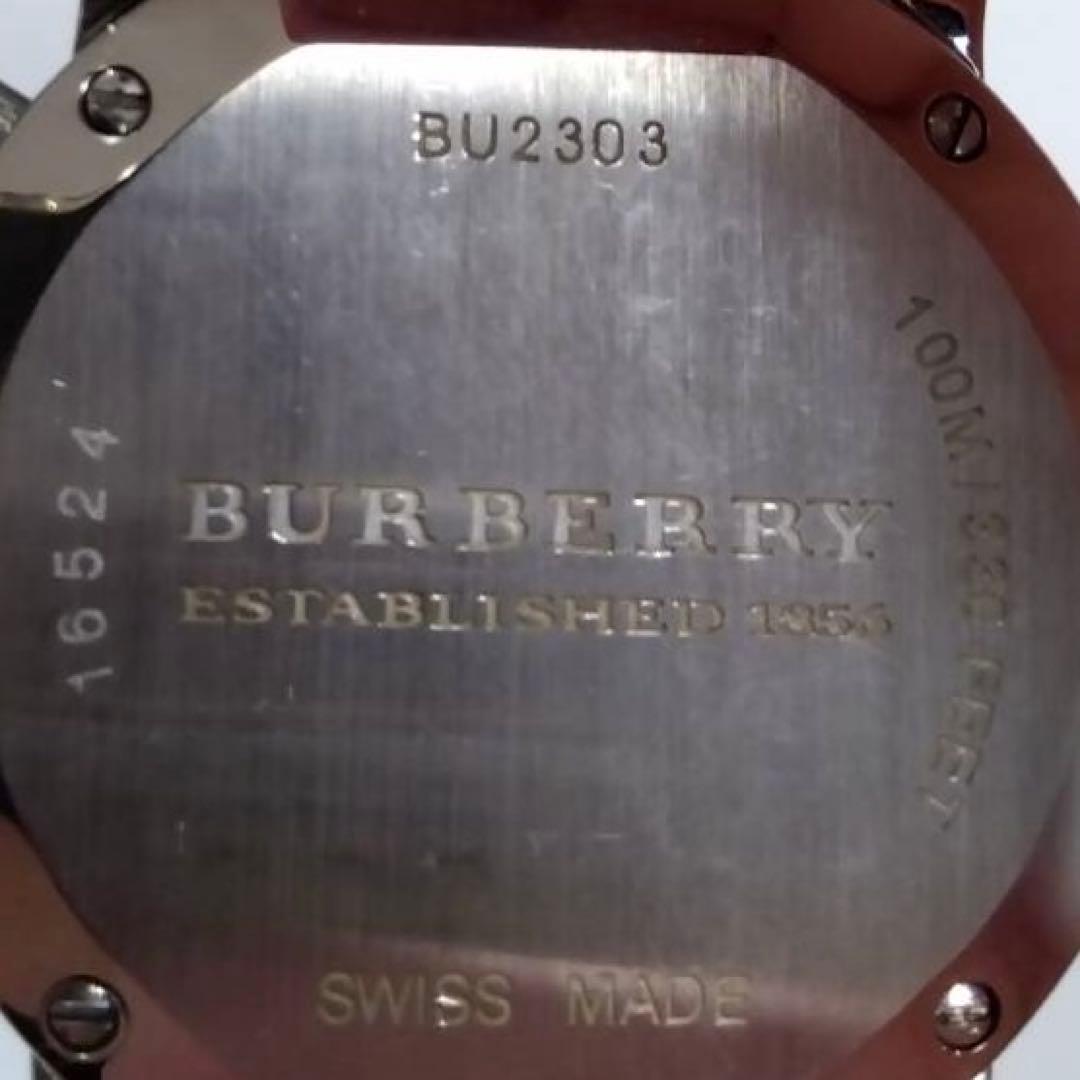 BU2303
100M/330 FEET
16524
BURBERRY
ESTABLISHED 1856
SWISS MADE